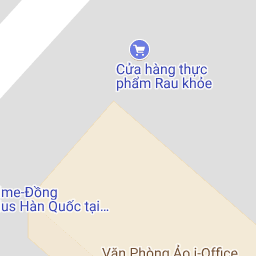 Cửa hàng thực
phẩm Rau khỏe
me-Đồng
us Hàn Quốc tại...
Văn Phòng Ảo i-Office